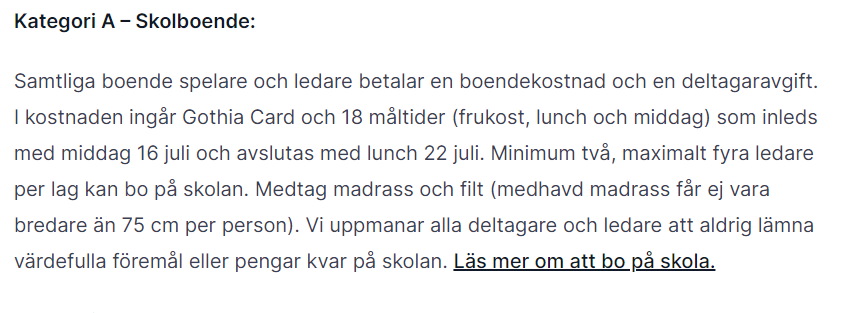 Kategori A – Skolboende:
Samtliga boende spelare och ledare betalar en boendekostnad och en deltagaravgift.
I kostnaden ingår Gothia Card och 18 måltider (frukost, lunch och middag) som inleds
med middag 16 juli och avslutas med lunch 22 juli. Minimum två, maximalt fyra ledare
per lag kan bo på skolan. Medtag madrass och filt (medhavd madrass får ej vara
bredare än 75 cm per person). Vi uppmanar alla deltagare och ledare att aldrig lämna
värdefulla föremål eller pengar kvar på skolan. Läs mer om att bo på skola.